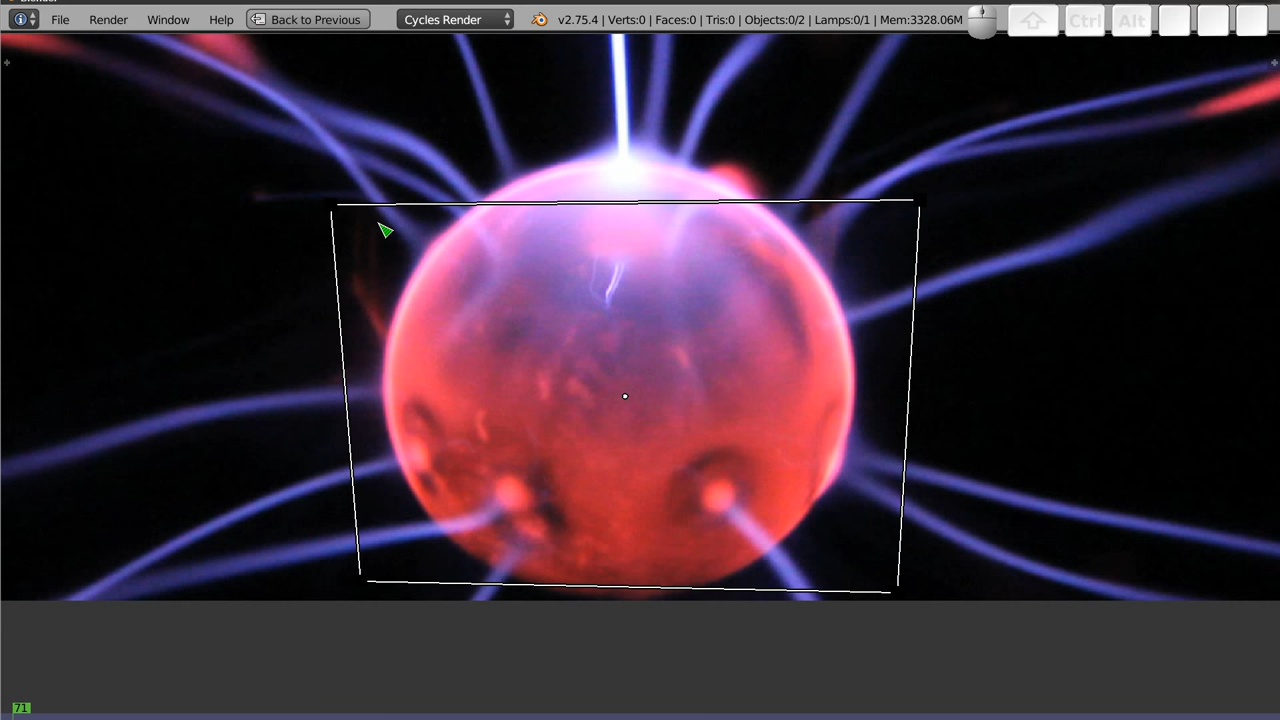 File Render Window Help Back to Previous Cycles Render v2.75.4 | Verts:0 | Faces:0 | Tris:0 | Objects:0/2 | Lamps:0/1 | Mem:3328.06M Ctrl Alt
71